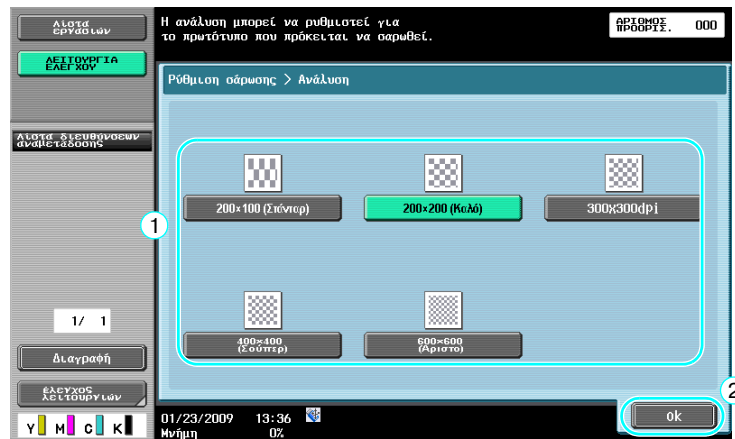 Λίστα
εργασιών
Η ανάλυση μπορεί να ρυθμιστεί για
το πρωτότυπο που πρόκειται να σαρωθεί.
ΑΡΙΘΜΟΣ
ΠΡΟΟΡΙΣ. 000
ΛΕΙΤΟΥΡΓΙΑ
ΕΛΕΓΧΟΥ
Ρύθμιση σάρωσης > Ανάλυση
Λίστα διευθύνσεων
αναμετάδοσης
200×100 (Στάνταρ)
200×200 (Καλό)
300x300dpi
1
400×400
(Σούπερ)
600×600
(Άριστο)
1/ 1
Διαγραφή
έλεγχος
λειτουργιών
2
ok
Y M C K
01/23/2009 13:36
Μνήμη 0%